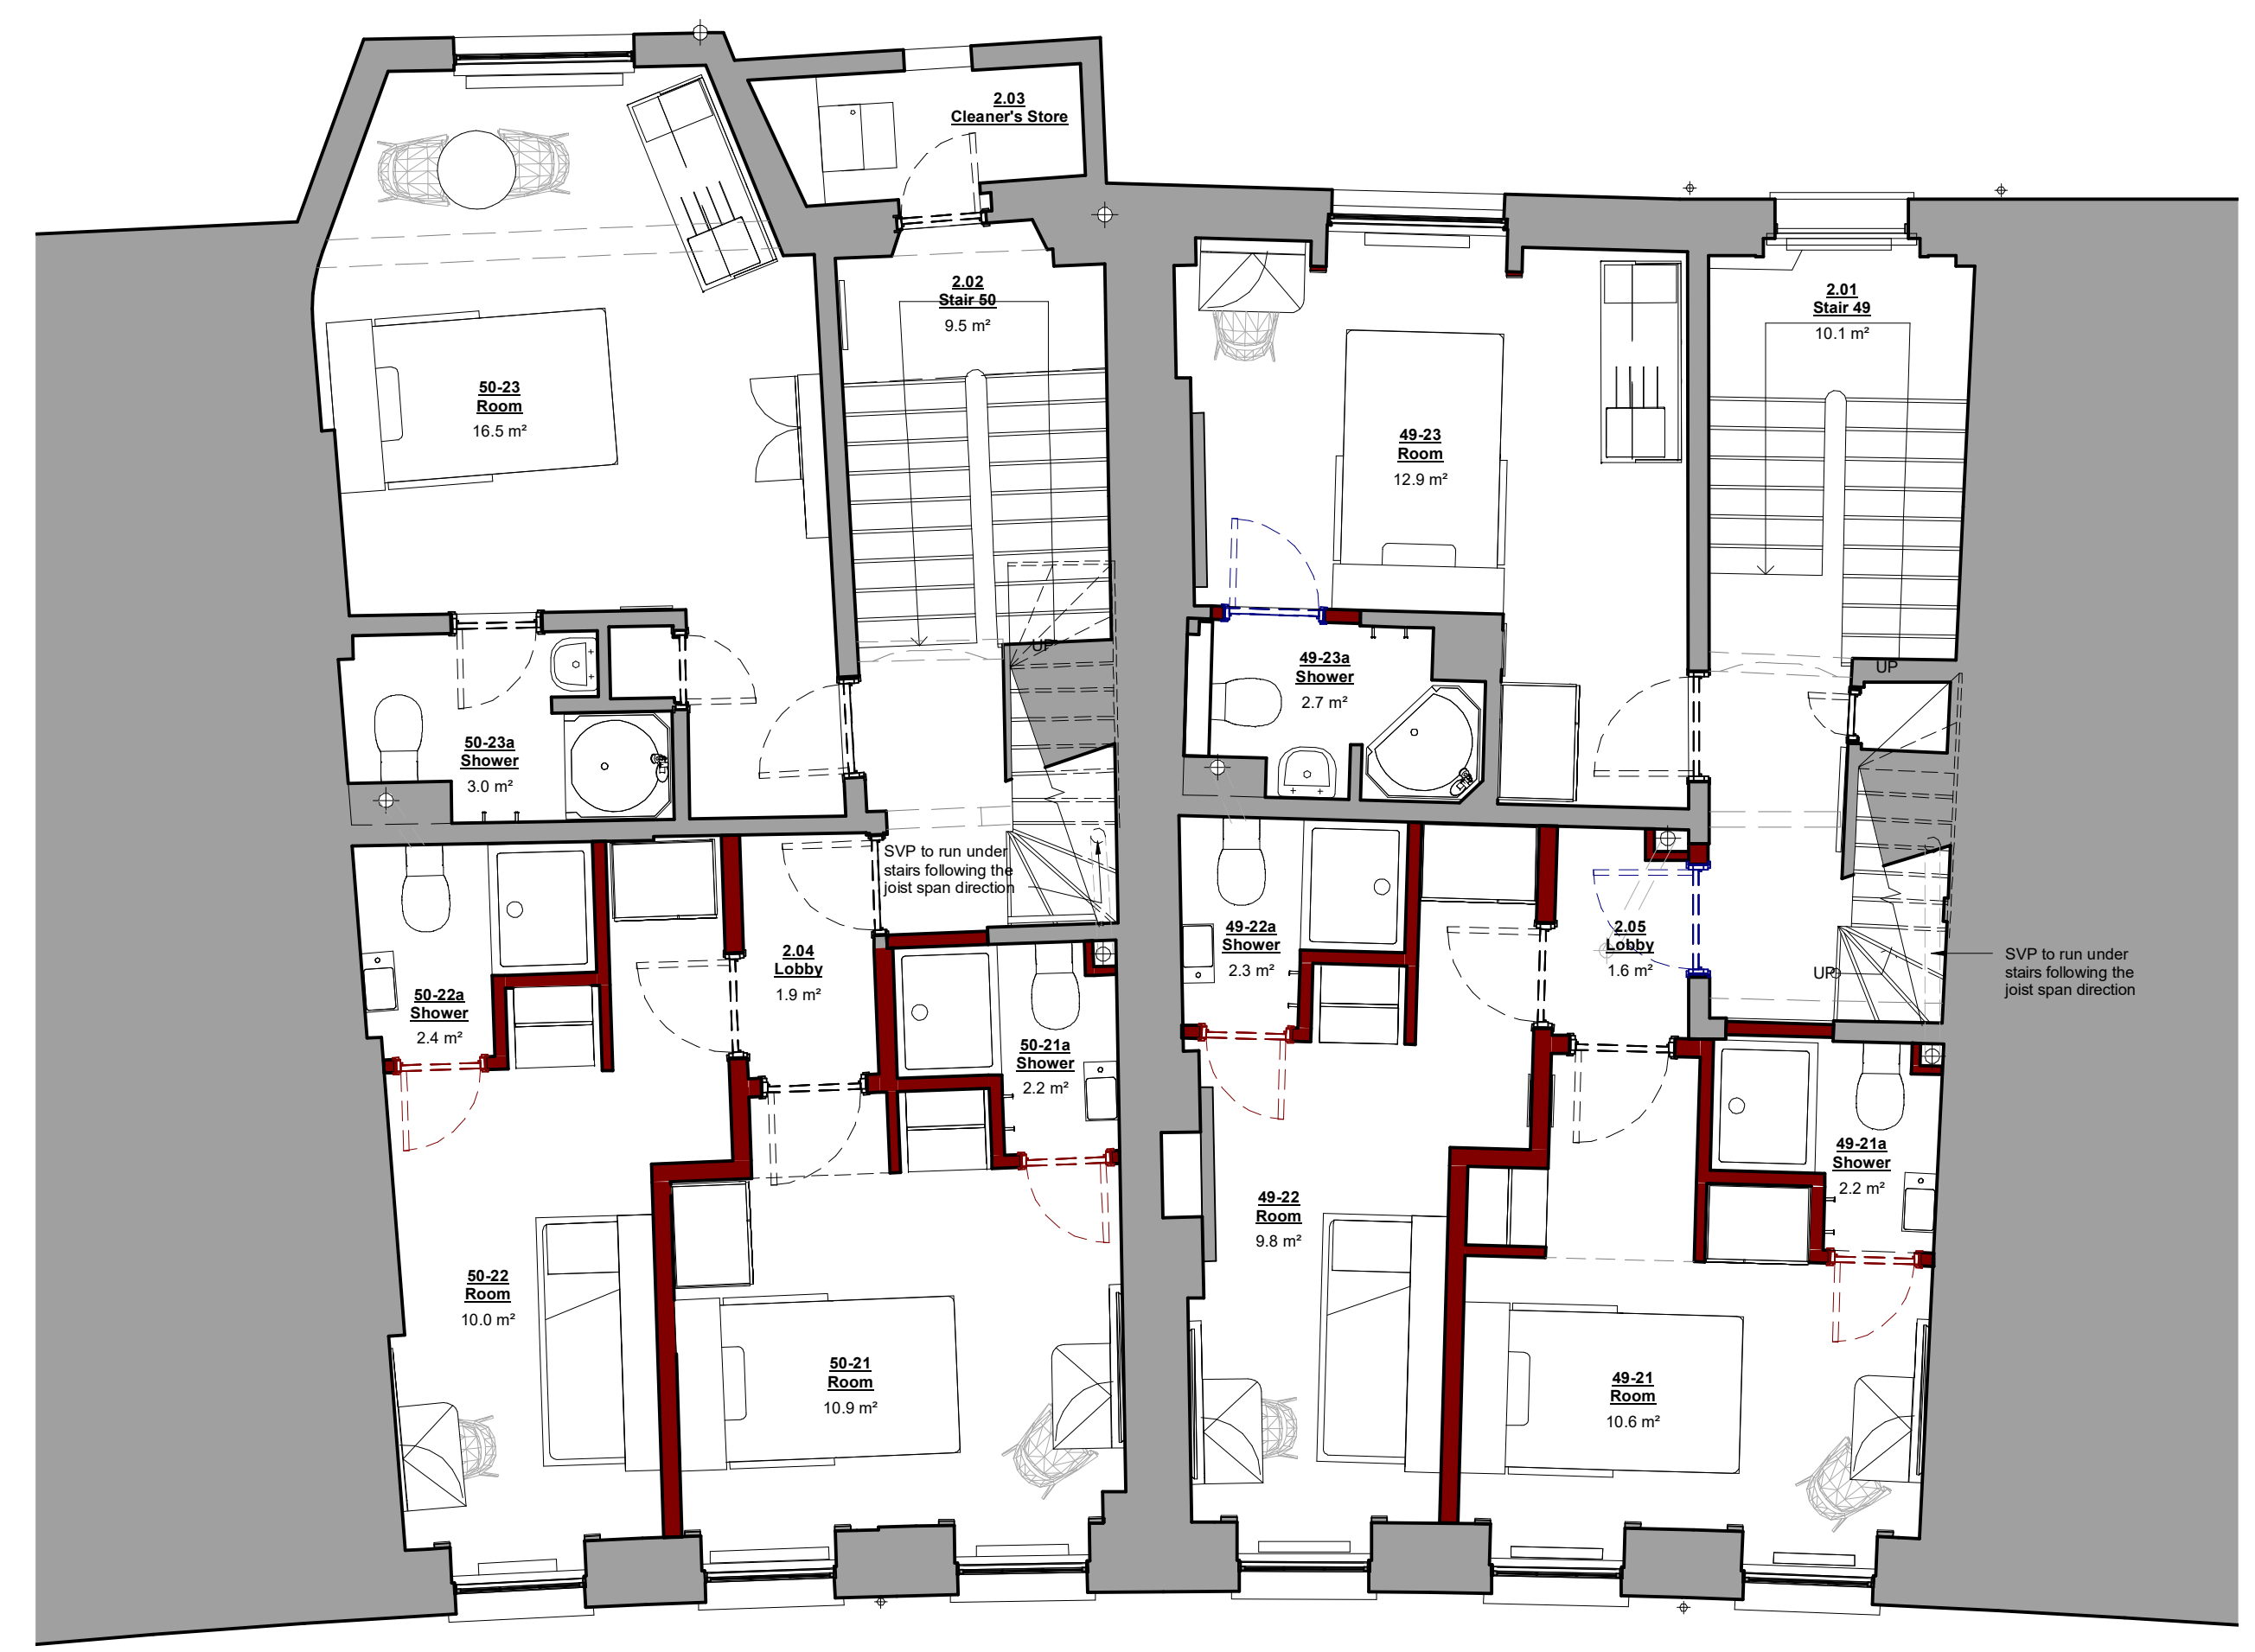 2.03
Cleaner's Store
2.02
Stair 50
9.5 m²
2.01
Stair 49
10.1 m²
50-23
Room
16.5 m²
49-23
Room
12.9 m²
UP
UP
49-23a
Shower
2.7 m²
50-23a
Shower
3.0 m²
SVP to run under
stairs following the
joist span direction
2.04
Lobby
1.9 m²
49-22a
Shower
2.3 m²
2.05
Lobby
1.6 m²
UP
SVP to run under
stairs following the
joist span direction
50-22a
Shower
2.4 m²
50-21a
Shower
2.2 m²
49-21a
Shower
2.2 m²
49-22
Room
9.8 m²
50-22
Room
10.0 m²
50-21
Room
10.9 m²
49-21
Room
10.6 m²